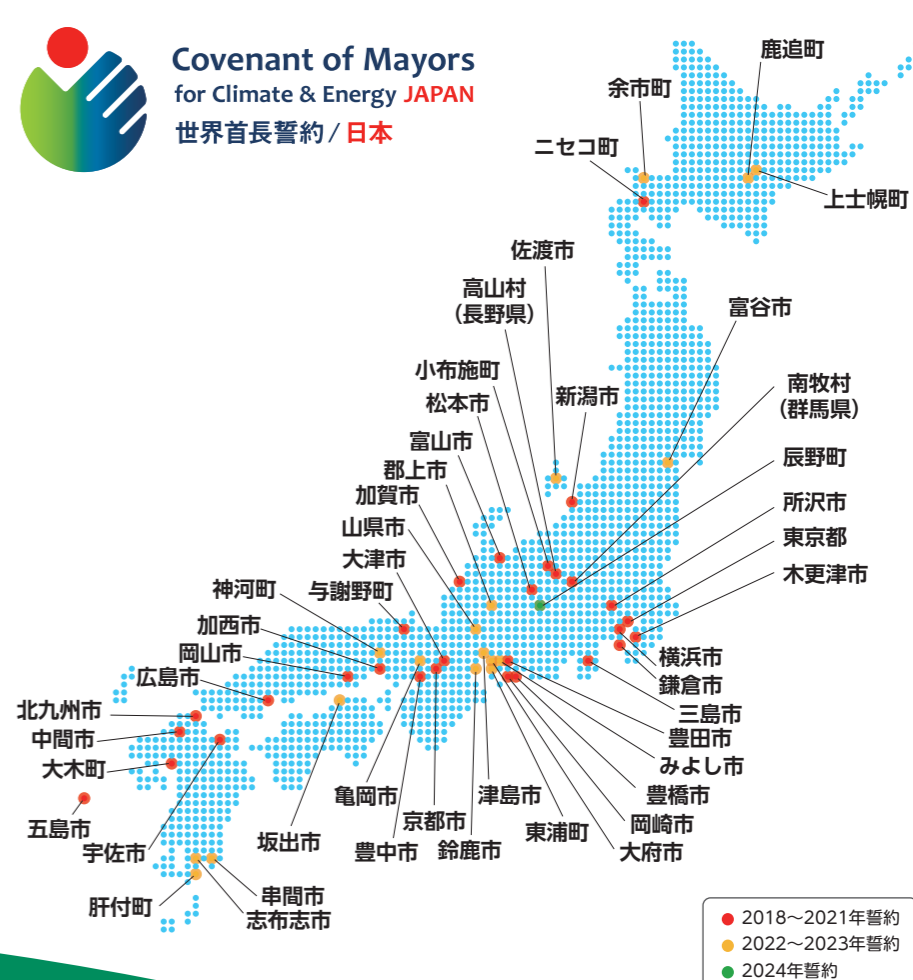 Covenant of Mayors
for Climate & Energy JAPAN
世界首長誓約/日本
鹿追町
余市町
ニセコ町
上士幌町
佐渡市
高山村
（長野県）
富谷市
小布施町
新潟市
南牧村
（群馬県）
松本市
富山市
郡上市
辰野町
加賀市
所沢市
山県市
東京都
大津市
木更津市
神河町
与謝野町
加西市
岡山市
横浜市
広島市
鎌倉市
北九州市
三島市
中間市
豊田市
大木町
みよし市
亀岡市
津島市
豊橋市
五島市
京都市
東浦町
岡崎市
宇佐市
坂出市
豊中市
鈴鹿市
大府市
肝付町
串間市
志布志市
2018～2021年誓約
2022～2023年誓約
2024年誓約